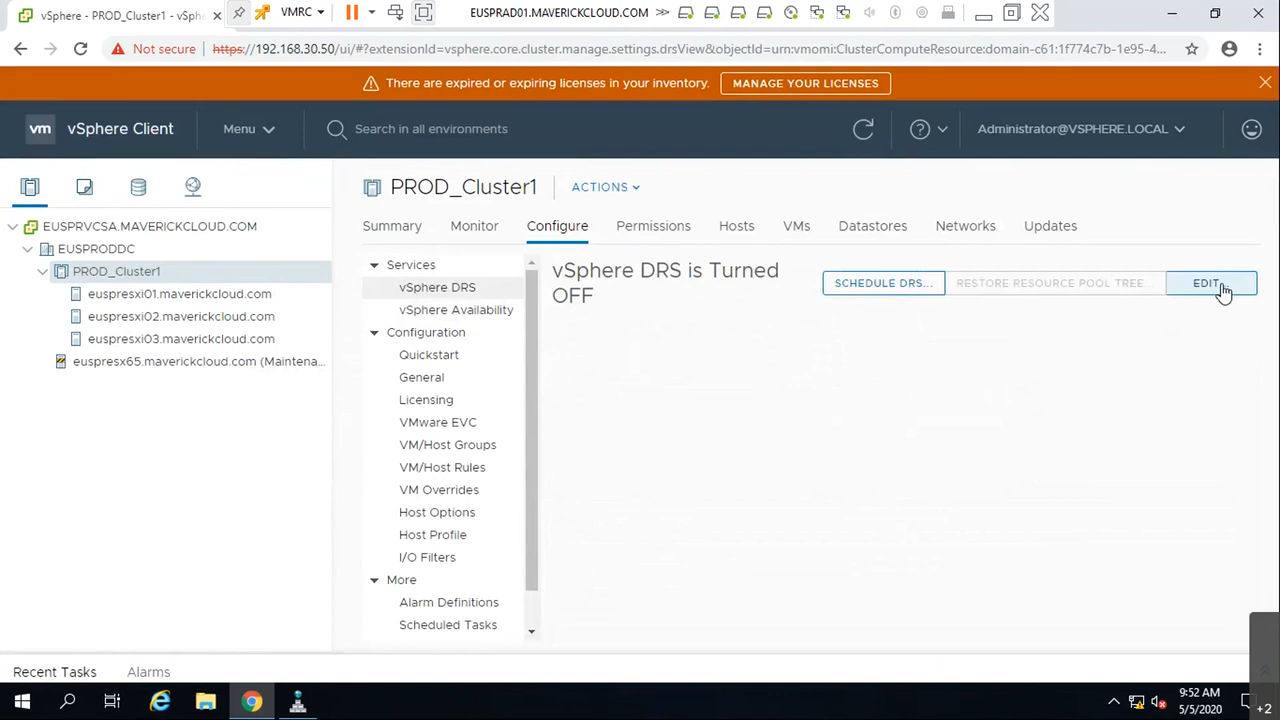 vSphere - PROD_Cluster1 - vSphe
VMRC
EUSPRAD01.MAVERICKCLOUD.COM
Not secure
https://192.168.30.50/ui/#?extensionId=vsphere.core.cluster.manage.settings.drsView&objectId=urn:vmomi:ClusterComputeResource:domain-c61:1f774c7b-1e95-4...
There are expired or expiring licenses in your inventory.
MANAGE YOUR LICENSES
vm
vSphere Client
Menu
Search in all environments
Administrator@VSPHERE.LOCAL
EUSPRVCSA.MAVERICKCLOUD.COM
EUSPRODDC
PROD_Cluster1
euspresxi01.maverickcloud.com
euspresxi02.maverickcloud.com
euspresxi03.maverickcloud.com
euspresx65.maverickcloud.com (Maintena...
PROD_Cluster1
ACTIONS
Summary
Monitor
Configure
Permissions
Hosts
VMs
Datastores
Networks
Updates
Services
vSphere DRS
vSphere Availability
Configuration
Quickstart
General
Licensing
VMware EVC
VM/Host Groups
VM/Host Rules
VM Overrides
Host Options
Host Profile
I/O Filters
More
Alarm Definitions
Scheduled Tasks
vSphere DRS is Turned
OFF
SCHEDULE DRS...
RESTORE RESOURCE POOL TREE...
EDIT
Recent Tasks
Alarms
9:52 AM
5/5/2020
+2